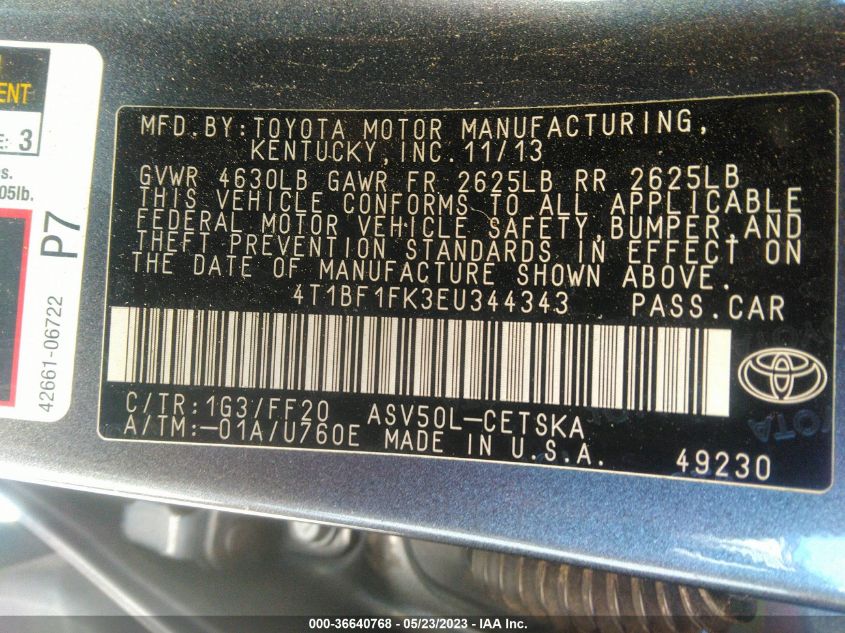 ENT
E: 3
s.
05lb.
P7
42661-06722
MFD.BY:TOYOTA MOTOR MANUFACTURING,
KENTUCKY,INC.11/13
GVWR 4630LB GAWR FR 2625LB RR 2625LB
THIS VEHICLE CONFORMS TO ALL APPLICABLE
FEDERAL MOTOR VEHICLE SAFETY,BUMPER,AND
THEFT PREVENTION STANDARDS IN EFFECT ON
THE DATE OF MANUFACTURE SHOWN ABOVE.
4T1BF1FK3EU344343 PASS.CAR
C/TR:1G3/FF20 ASV50L-CETSKA
A/TM:-01A/U760E MADE IN U.S.A.
49230
TOYOTA
000-36640768 — 05/23/2023 — IAAI.COM